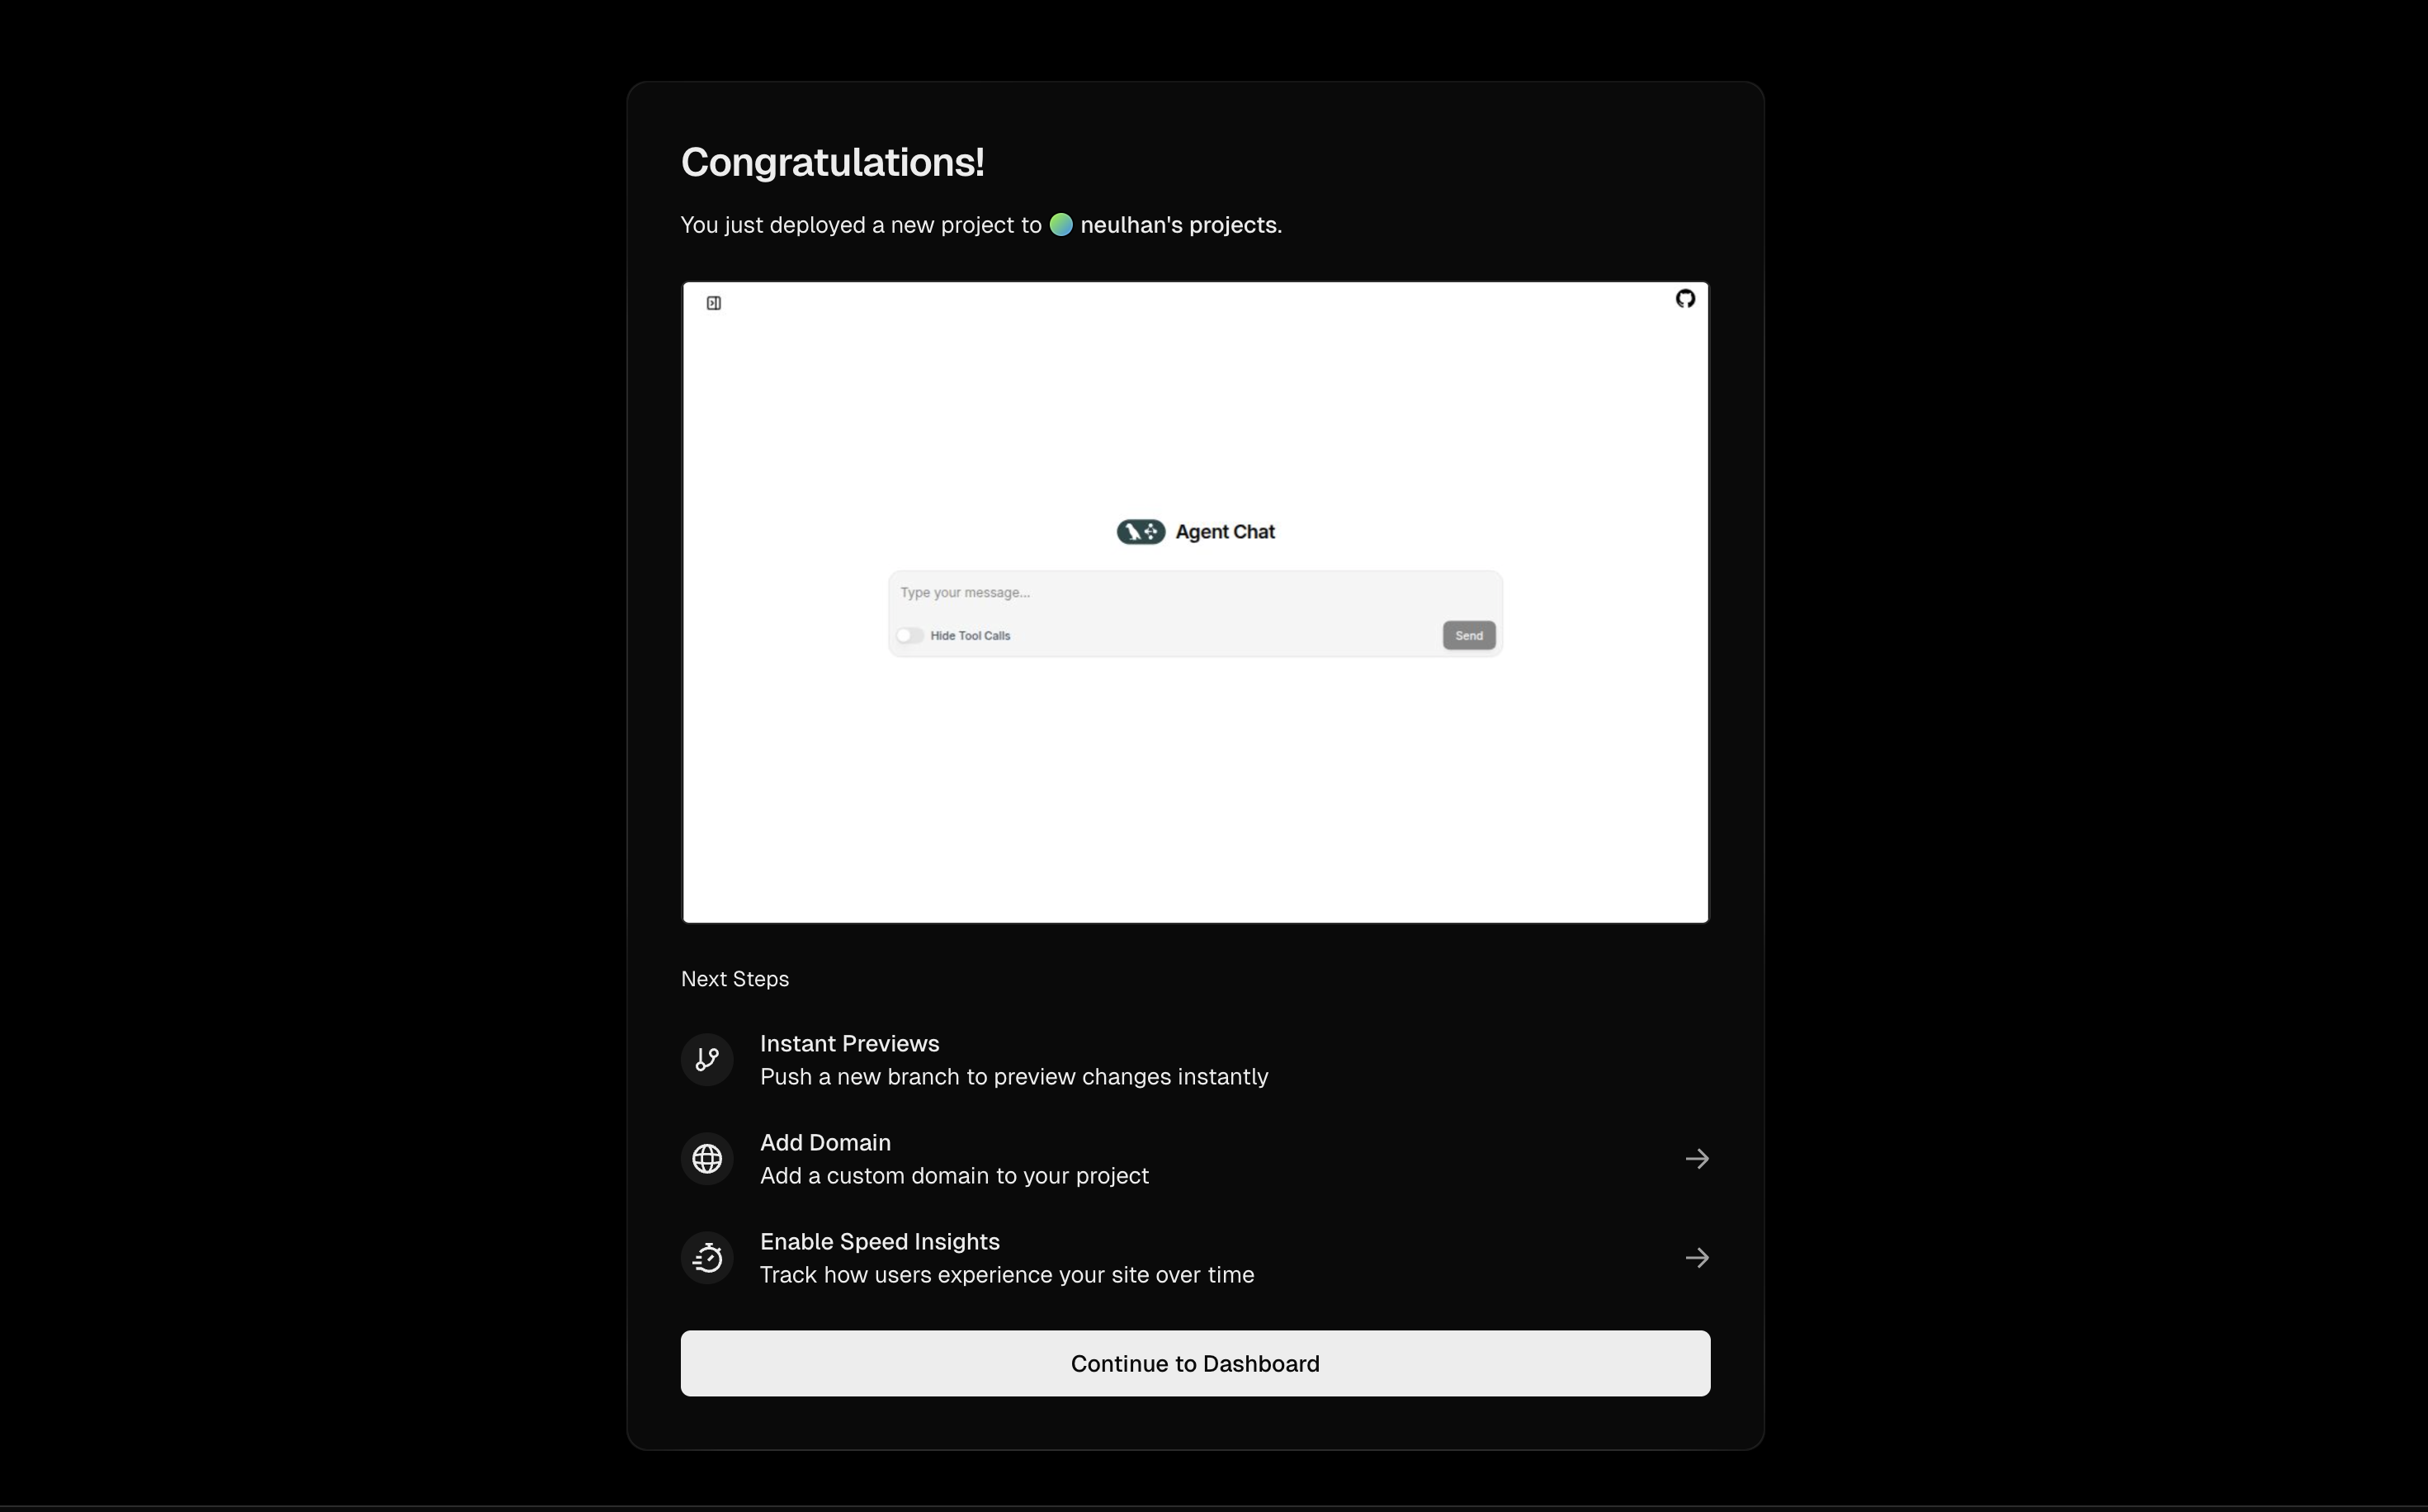 Congratulations!
You just deployed a new project to neulhan's projects.
Agent Chat
Type your message...
Hide Tool Calls
Send
Next Steps
Instant Previews
Push a new branch to preview changes instantly
Add Domain
Add a custom domain to your project
Enable Speed Insights
Track how users experience your site over time
Continue to Dashboard